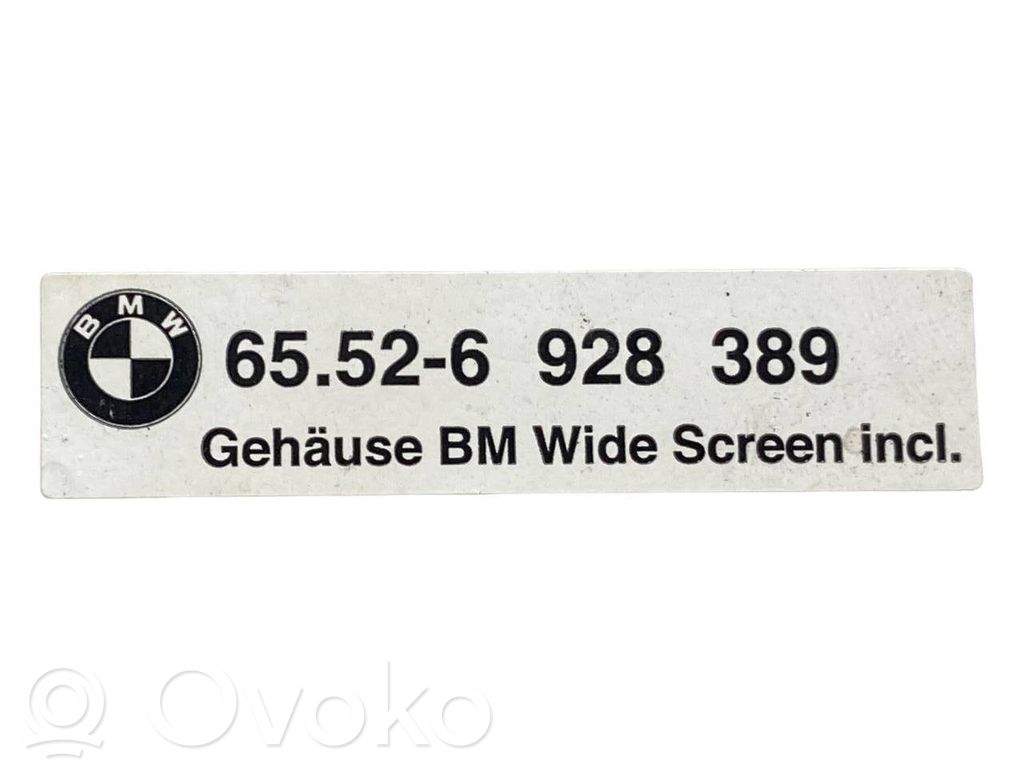 BMW
65.52-6 928 389
Gehäuse BM Wide Screen incl.
Ovoko